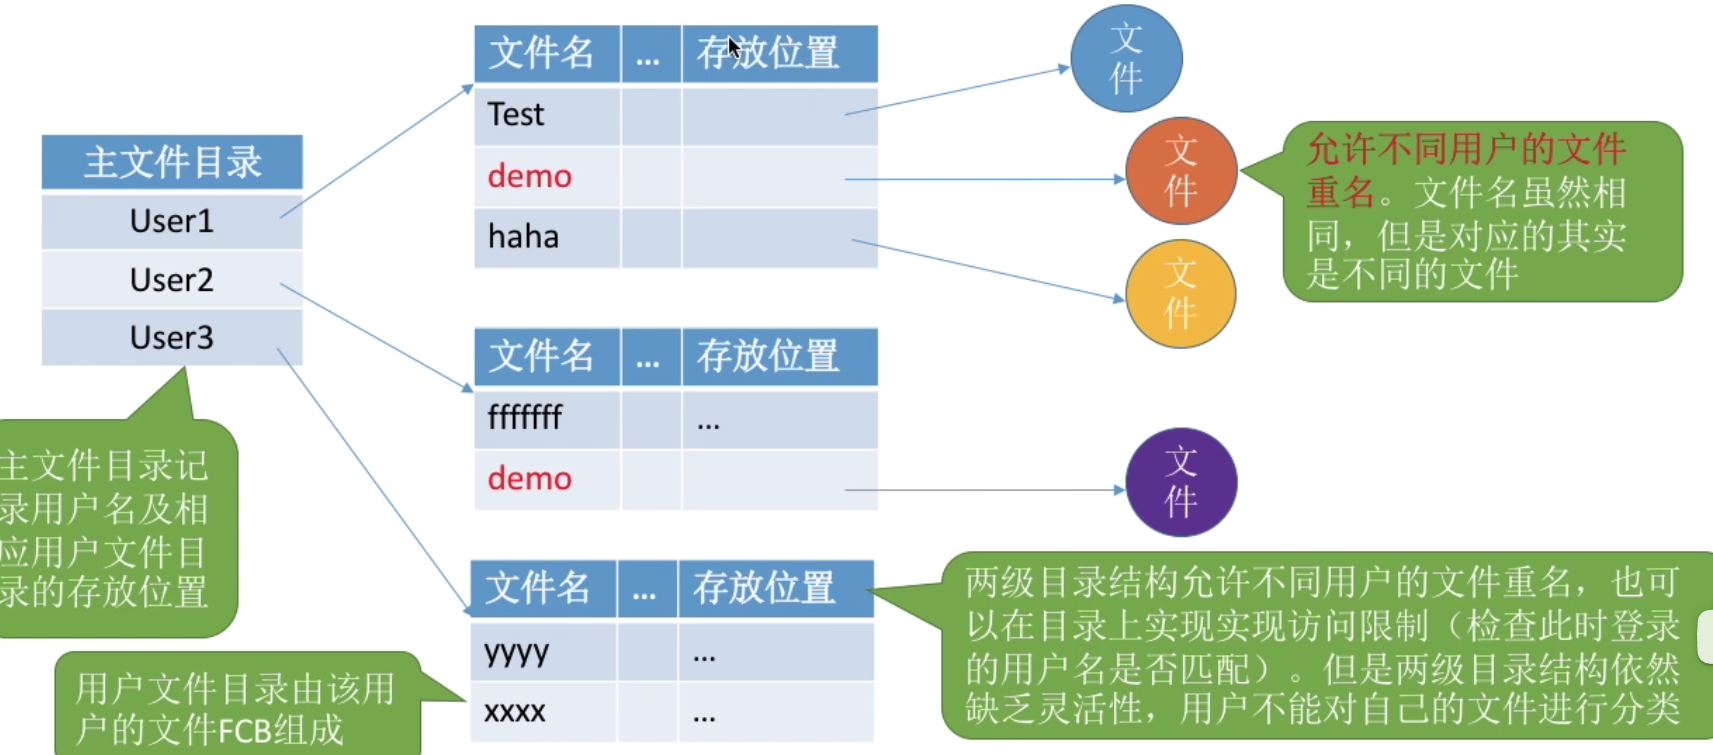 主文件目录
User1
User2
User3
主文件目录记
录用户名及相
应用户文件目
录的存放位置
用户文件目录由该用
户的文件FCB组成
文件名 ... 存放位置
Test
demo
haha
文件名 ... 存放位置
fffffff ...
demo
文件名 ... 存放位置
yyyy ...
xxxx ...
文
件
文
件
文
件
文
件
允许不同用户的文件
重名。文件名虽然相
同，但是对应的其实
是不同的文件
两级目录结构允许不同用户的文件重名，也可
以在目录上实现实现访问限制（检查此时登录
的用户名是否匹配）。但是两级目录结构依然
缺乏灵活性，用户不能对自己的文件进行分类